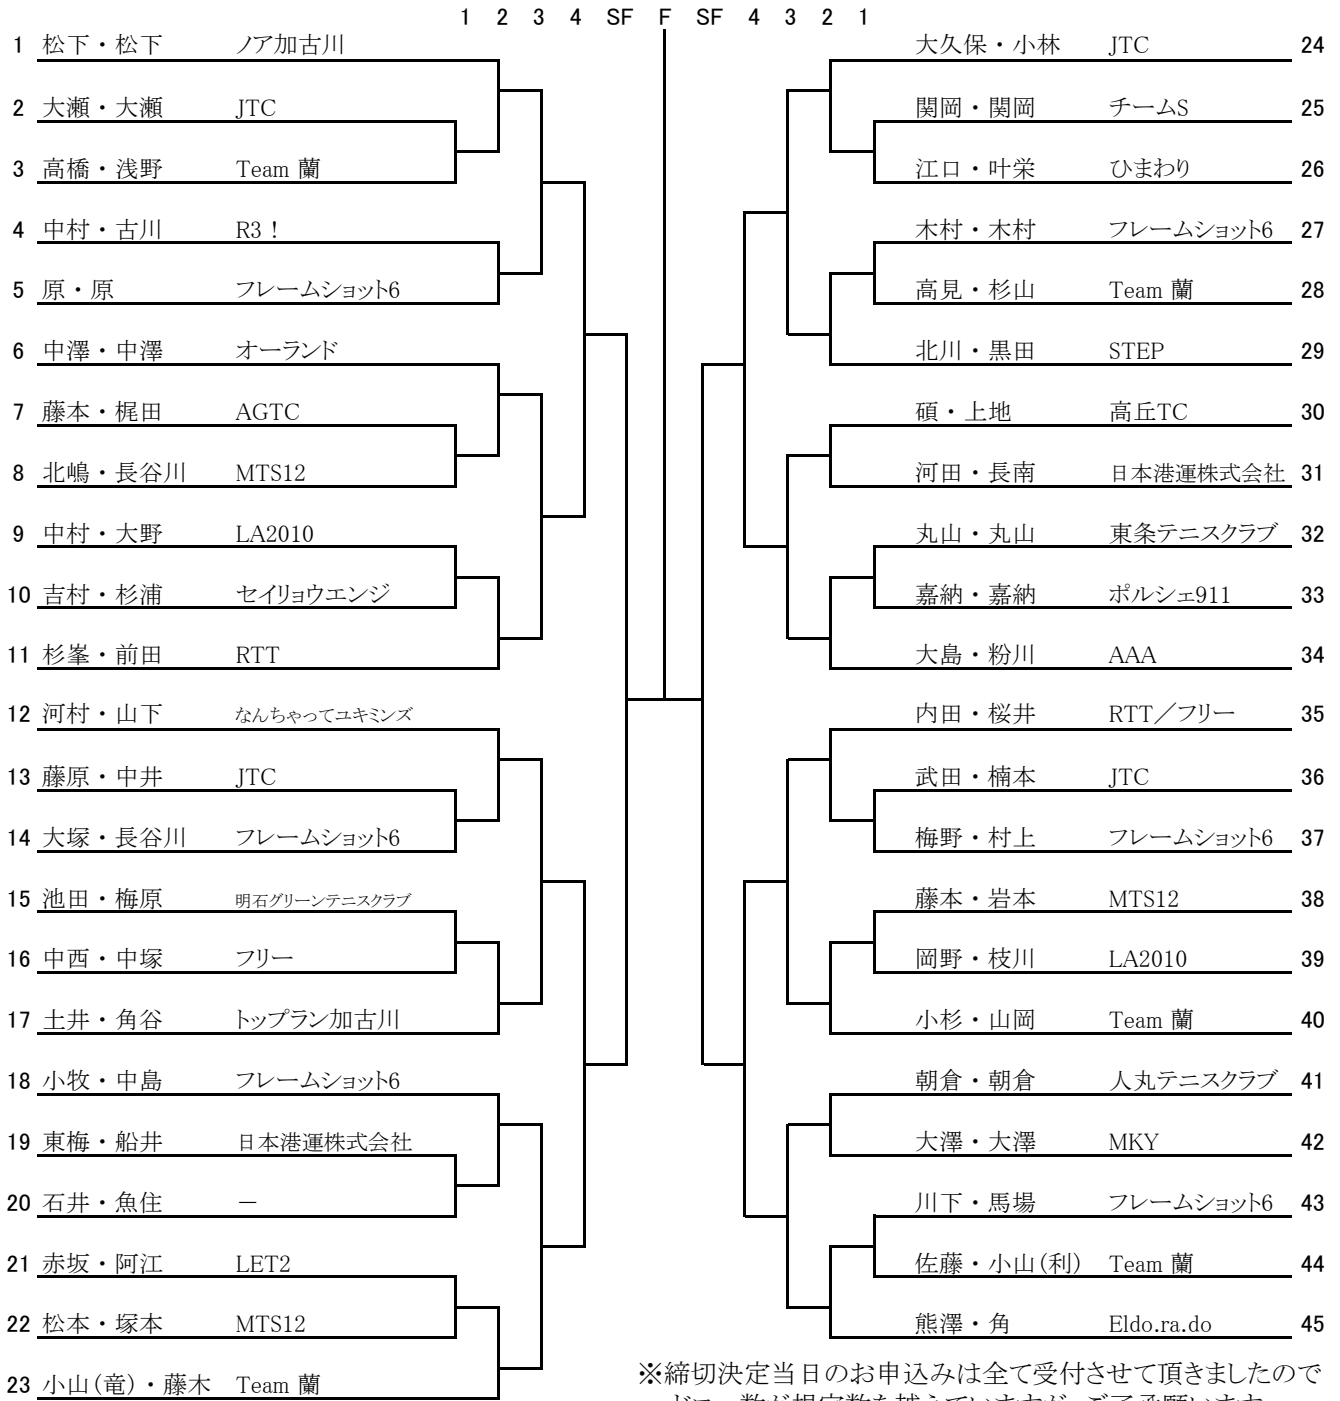 1 2 3 4 SF F SF 4 3 2 1
1 松下・松下 ノア加古川
2 大瀬・大瀬 JTC
3 高橋・浅野 Team 蘭
4 中村・古川 R3！
5 原・原 フレームショット6
6 中澤・中澤 オーランド
7 藤本・梶田 AGTC
8 北嶋・長谷川 MTS12
9 中村・大野 LA2010
10 吉村・杉浦 セイリョウエンジ
11 杉峯・前田 RTT
12 河村・山下 なんちゃってユキミンズ
13 藤原・中井 JTC
14 大塚・長谷川 フレームショット6
15 池田・梅原 明石グリーンテニスクラブ
16 中西・中塚 フリー
17 土井・角谷 トップラン加古川
18 小牧・中島 フレームショット6
19 東梅・船井 日本港運株式会社
20 石井・魚住 －
21 赤坂・阿江 LET2
22 松本・塚本 MTS12
23 小山(竜)・藤木 Team 蘭
大久保・小林 JTC 24
関岡・関岡 チームS 25
江口・叶栄 ひまわり 26
木村・木村 フレームショット6 27
高見・杉山 Team 蘭 28
北川・黒田 STEP 29
碩・上地 高丘TC 30
河田・長南 日本港運株式会社 31
丸山・丸山 東条テニスクラブ 32
嘉納・嘉納 ポルシェ911 33
大島・粉川 AAA 34
内田・桜井 RTT／フリー 35
武田・楠本 JTC 36
梅野・村上 フレームショット6 37
藤本・岩本 MTS12 38
岡野・枝川 LA2010 39
小杉・山岡 Team 蘭 40
朝倉・朝倉 人丸テニスクラブ 41
大澤・大澤 MKY 42
川下・馬場 フレームショット6 43
佐藤・小山(利) Team 蘭 44
熊澤・角 Eldo.ra.do 45
※締切決定当日のお申込みは全て受付させて頂きましたので